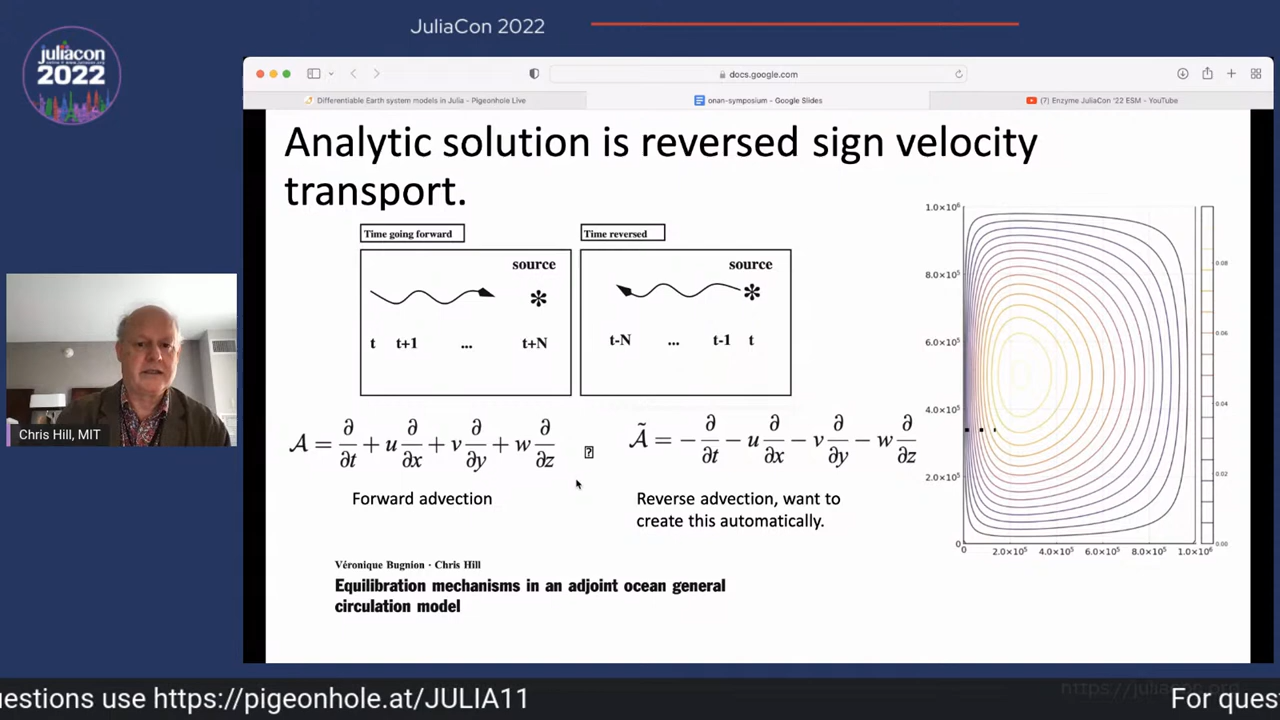 JuliaCon 2022
juliacon
2022
docs.google.com
Differentiable Earth system models in Julia - Pigeonhole Live
onan-symposium - Google Slides
(7) Enzyme JuliaCon '22 ESM - YouTube
Analytic solution is reversed sign velocity
transport.
Time going forward
source
*
t t+1 ... t+N
Time reversed
source
*
t-N ... t-1 t
𝒜 = ∂/∂t + u ∂/∂x + v ∂/∂y + w ∂/∂z
Ã = − ∂/∂t − u ∂/∂x − v ∂/∂y − w ∂/∂z
Forward advection
Reverse advection, want to
create this automatically.
Véronique Bugnion · Chris Hill
Equilibration mechanisms in an adjoint ocean general
circulation model
1.0×10⁶
8.0×10⁵
6.0×10⁵
4.0×10⁵
2.0×10⁵
0
0 2.0×10⁵ 4.0×10⁵ 6.0×10⁵ 8.0×10⁵ 1.0×10⁶
0.08
0.06
0.04
0.02
0.00
Chris Hill, MIT
uestions use https://pigeonhole.at/JULIA11
For quest
https://juliacon.org